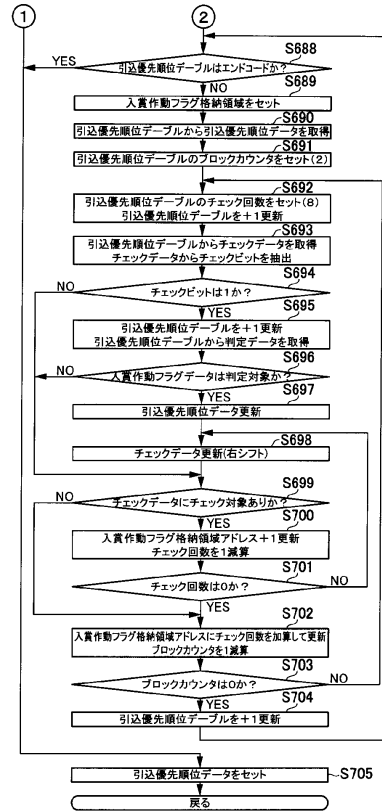 ① ②
S688
YES 引込優先順位テーブルはエンドコードか?
NO S689
入賞作動フラグ格納領域をセット
S690
引込優先順位テーブルから引込優先順位データを取得
S691
引込優先順位テーブルのブロックカウンタをセット(2)
S692
引込優先順位テーブルのチェック回数をセット(8)
引込優先順位テーブルを+1更新
S693
引込優先順位テーブルからチェックデータを取得
チェックデータからチェックビットを抽出
S694
NO チェックビットは1か?
YES S695
引込優先順位テーブルを+1更新
引込優先順位テーブルから判定データを取得
S696
NO 入賞作動フラグデータは判定対象か?
YES S697
引込優先順位データ更新
S698
チェックデータ更新(右シフト)
S699
NO チェックデータにチェック対象ありか?
YES S700
入賞作動フラグ格納領域アドレス+1更新
チェック回数を1減算
S701
チェック回数は0か? NO
YES S702
入賞作動フラグ格納領域アドレスにチェック回数を加算して更新
ブロックカウンタを1減算
S703
ブロックカウンタは0か? NO
YES S704
引込優先順位テーブルを+1更新
S705
引込優先順位データをセット
戻る